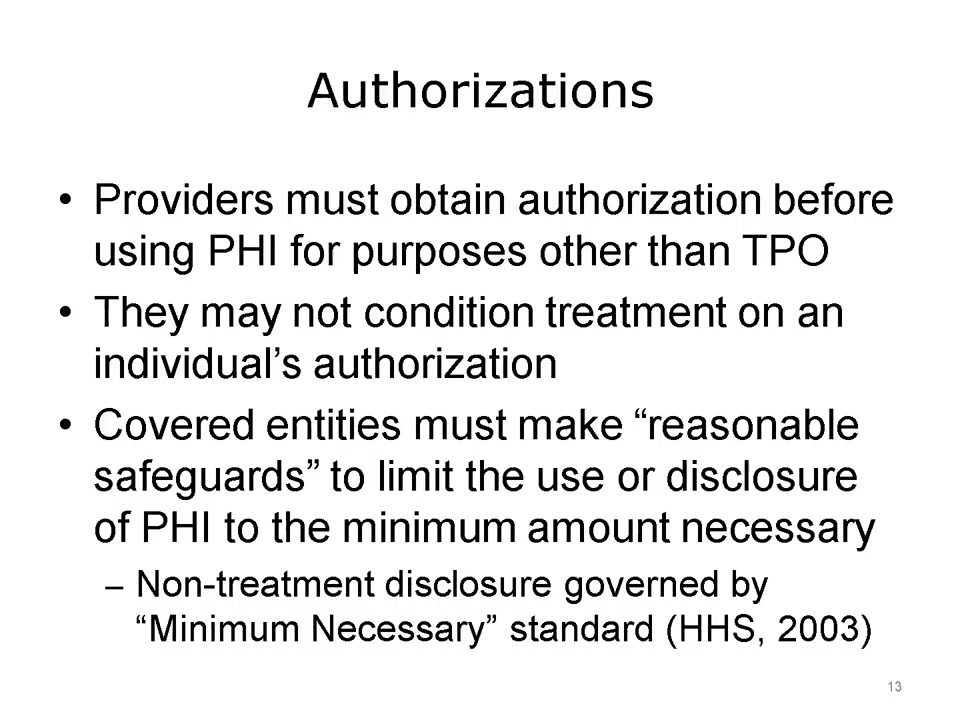 Authorizations
• Providers must obtain authorization before
using PHI for purposes other than TPO
• They may not condition treatment on an
individual’s authorization
• Covered entities must make “reasonable
safeguards” to limit the use or disclosure
of PHI to the minimum amount necessary
– Non-treatment disclosure governed by
“Minimum Necessary” standard (HHS, 2003)
13